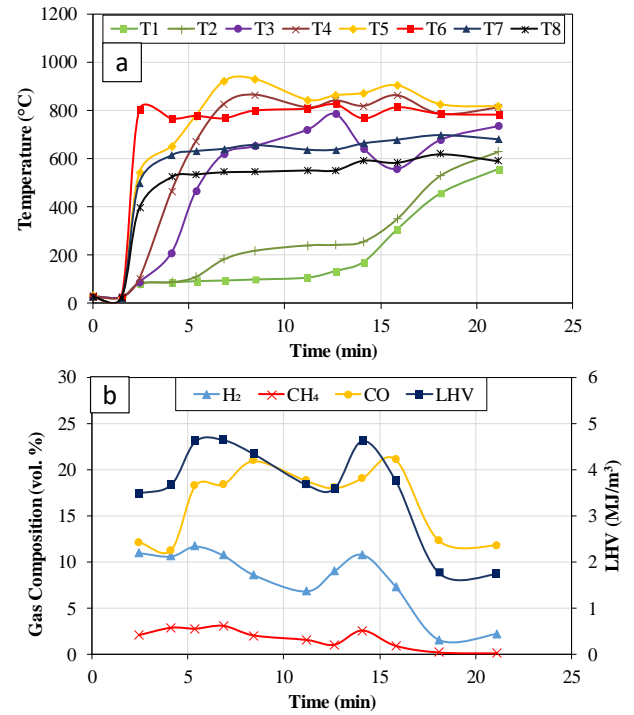 1200
1000
800
600
400
200
0
Temperature (°C)
a
T1 T2 T3 T4 T5 T6 T7 T8
0 5 10 15 20 25
Time (min)
30
25
20
15
10
5
0
Gas Composition (vol. %)
b
H₂ CH₄ CO LHV
6
5
4
3
2
1
0
LHV (MJ/m³)
0 5 10 15 20 25
Time (min)